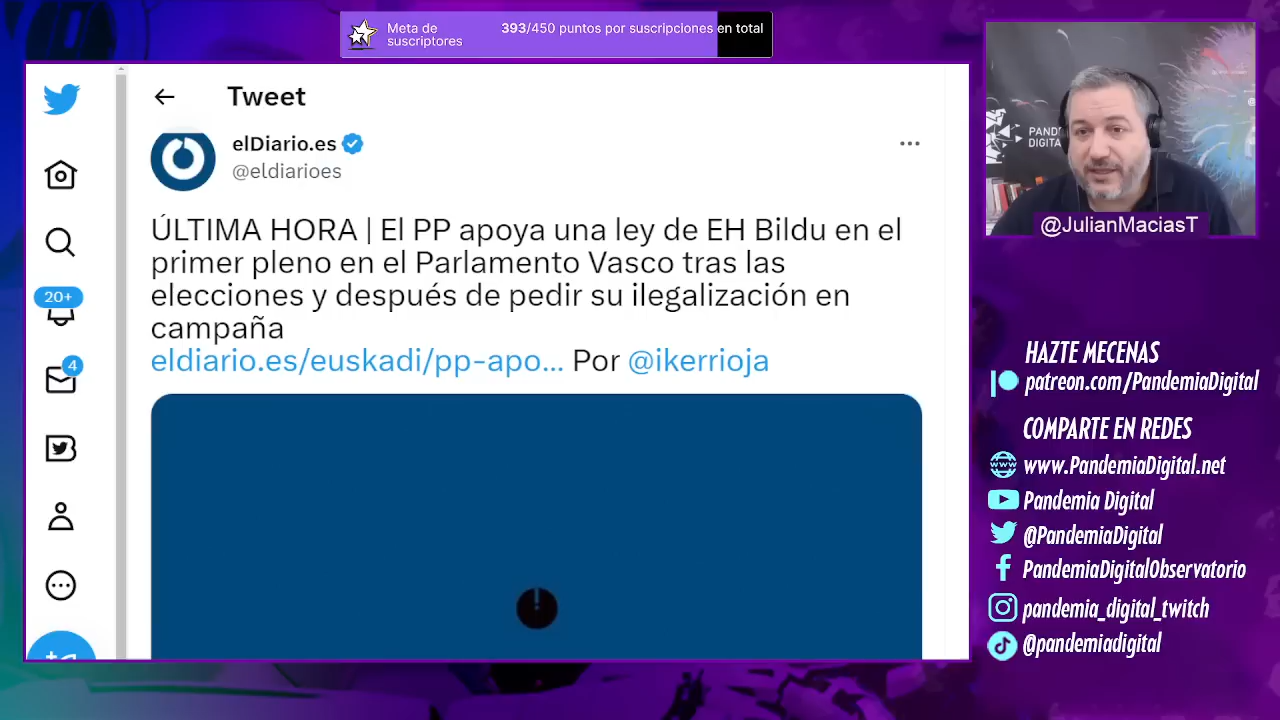 Meta de
suscriptores
393/450 puntos por suscripciones en total
Tweet
elDiario.es
@eldiarioes
ÚLTIMA HORA | El PP apoya una ley de EH Bildu en el
primer pleno en el Parlamento Vasco tras las
elecciones y después de pedir su ilegalización en
campaña
eldiario.es/euskadi/pp-apo... Por @ikerrioja
20+
4
PANDE
DIGITA
@JulianMaciasT
HAZTE MECENAS
patreon.com/PandemiaDigital
COMPARTE EN REDES
www
www.PandemiaDigital.net
Pandemia Digital
@PandemiaDigital
PandemiaDigitalObservatorio
pandemia_digital_twitch
@pandemiadigital